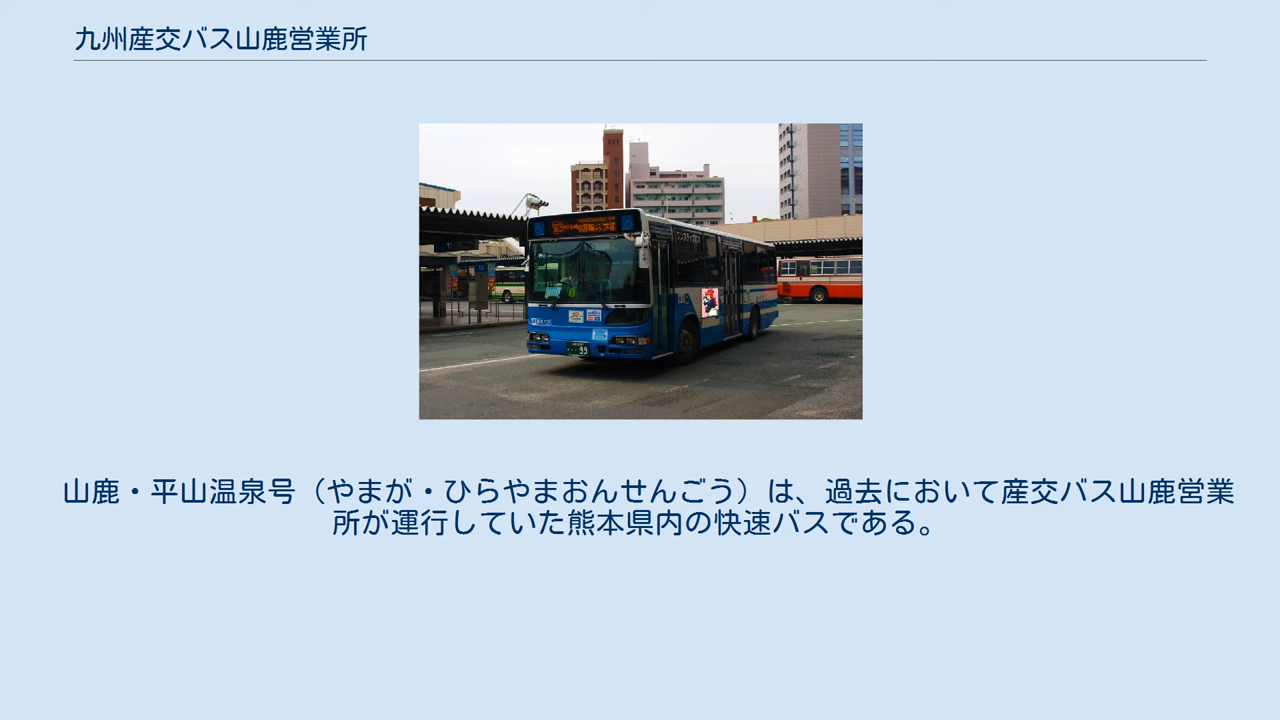 九州産交バス山鹿営業所
99
山鹿・平山温泉号（やまが・ひらやまおんせんごう）は、過去において産交バス山鹿営業
所が運行していた熊本県内の快速バスである。